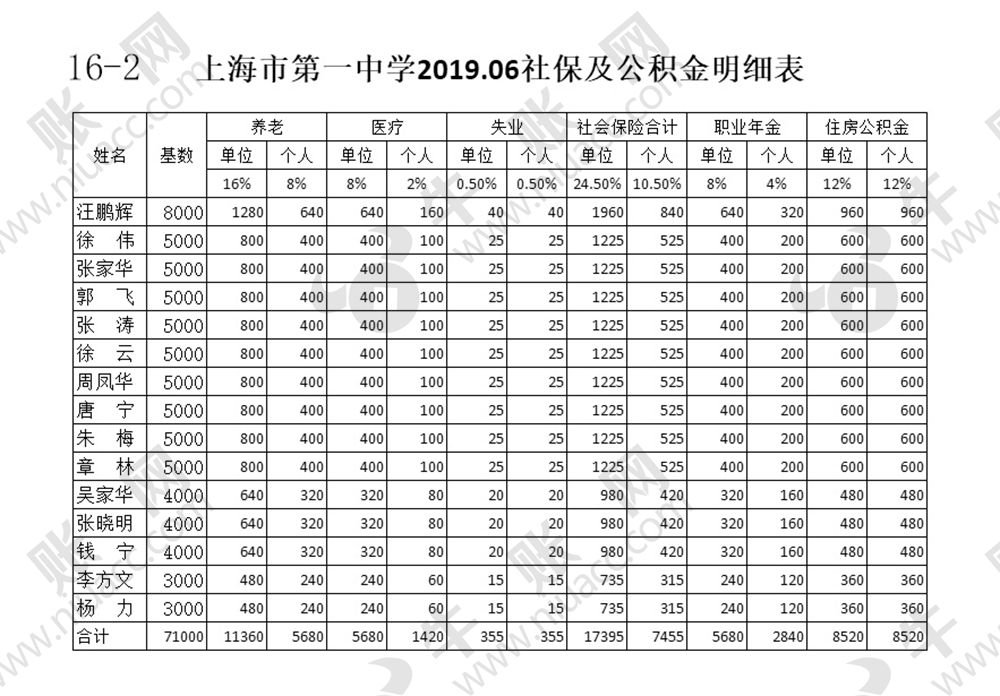 16-2 上海市第一中学2019.06社保及公积金明细表
姓名 基数 养老 医疗 失业 社会保险合计 职业年金 住房公积金
单位 个人 单位 个人 单位 个人 单位 个人 单位 个人 单位 个人
16% 8% 8% 2% 0.50% 0.50% 24.50% 10.50% 8% 4% 12% 12%
汪鹏辉 8000 1280 640 640 160 40 40 1960 840 640 320 960 960
徐 伟 5000 800 400 400 100 25 25 1225 525 400 200 600 600
张家华 5000 800 400 400 100 25 25 1225 525 400 200 600 600
郭 飞 5000 800 400 400 100 25 25 1225 525 400 200 600 600
张 涛 5000 800 400 400 100 25 25 1225 525 400 200 600 600
徐 云 5000 800 400 400 100 25 25 1225 525 400 200 600 600
周凤华 5000 800 400 400 100 25 25 1225 525 400 200 600 600
唐 宁 5000 800 400 400 100 25 25 1225 525 400 200 600 600
朱 梅 5000 800 400 400 100 25 25 1225 525 400 200 600 600
章 林 5000 800 400 400 100 25 25 1225 525 400 200 600 600
吴家华 4000 640 320 320 80 20 20 980 420 320 160 480 480
张晓明 4000 640 320 320 80 20 20 980 420 320 160 480 480
钱 宁 4000 640 320 320 80 20 20 980 420 320 160 480 480
李方文 3000 480 240 240 60 15 15 735 315 240 120 360 360
杨 力 3000 480 240 240 60 15 15 735 315 240 120 360 360
合计 71000 11360 5680 5680 1420 355 355 17395 7455 5680 2840 8520 8520
牛账网
www.niuacc.com